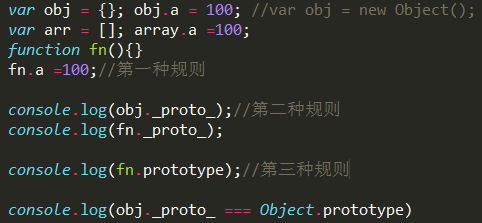 var obj = {}; obj.a = 100; //var obj = new Object();
var arr = []; array.a =100;
function fn(){}
fn.a =100;//第一种规则
console.log(obj._proto_);//第二种规则
console.log(fn._proto_);
console.log(fn.prototype);//第三种规则
console.log(obj._proto_ === Object.prototype)